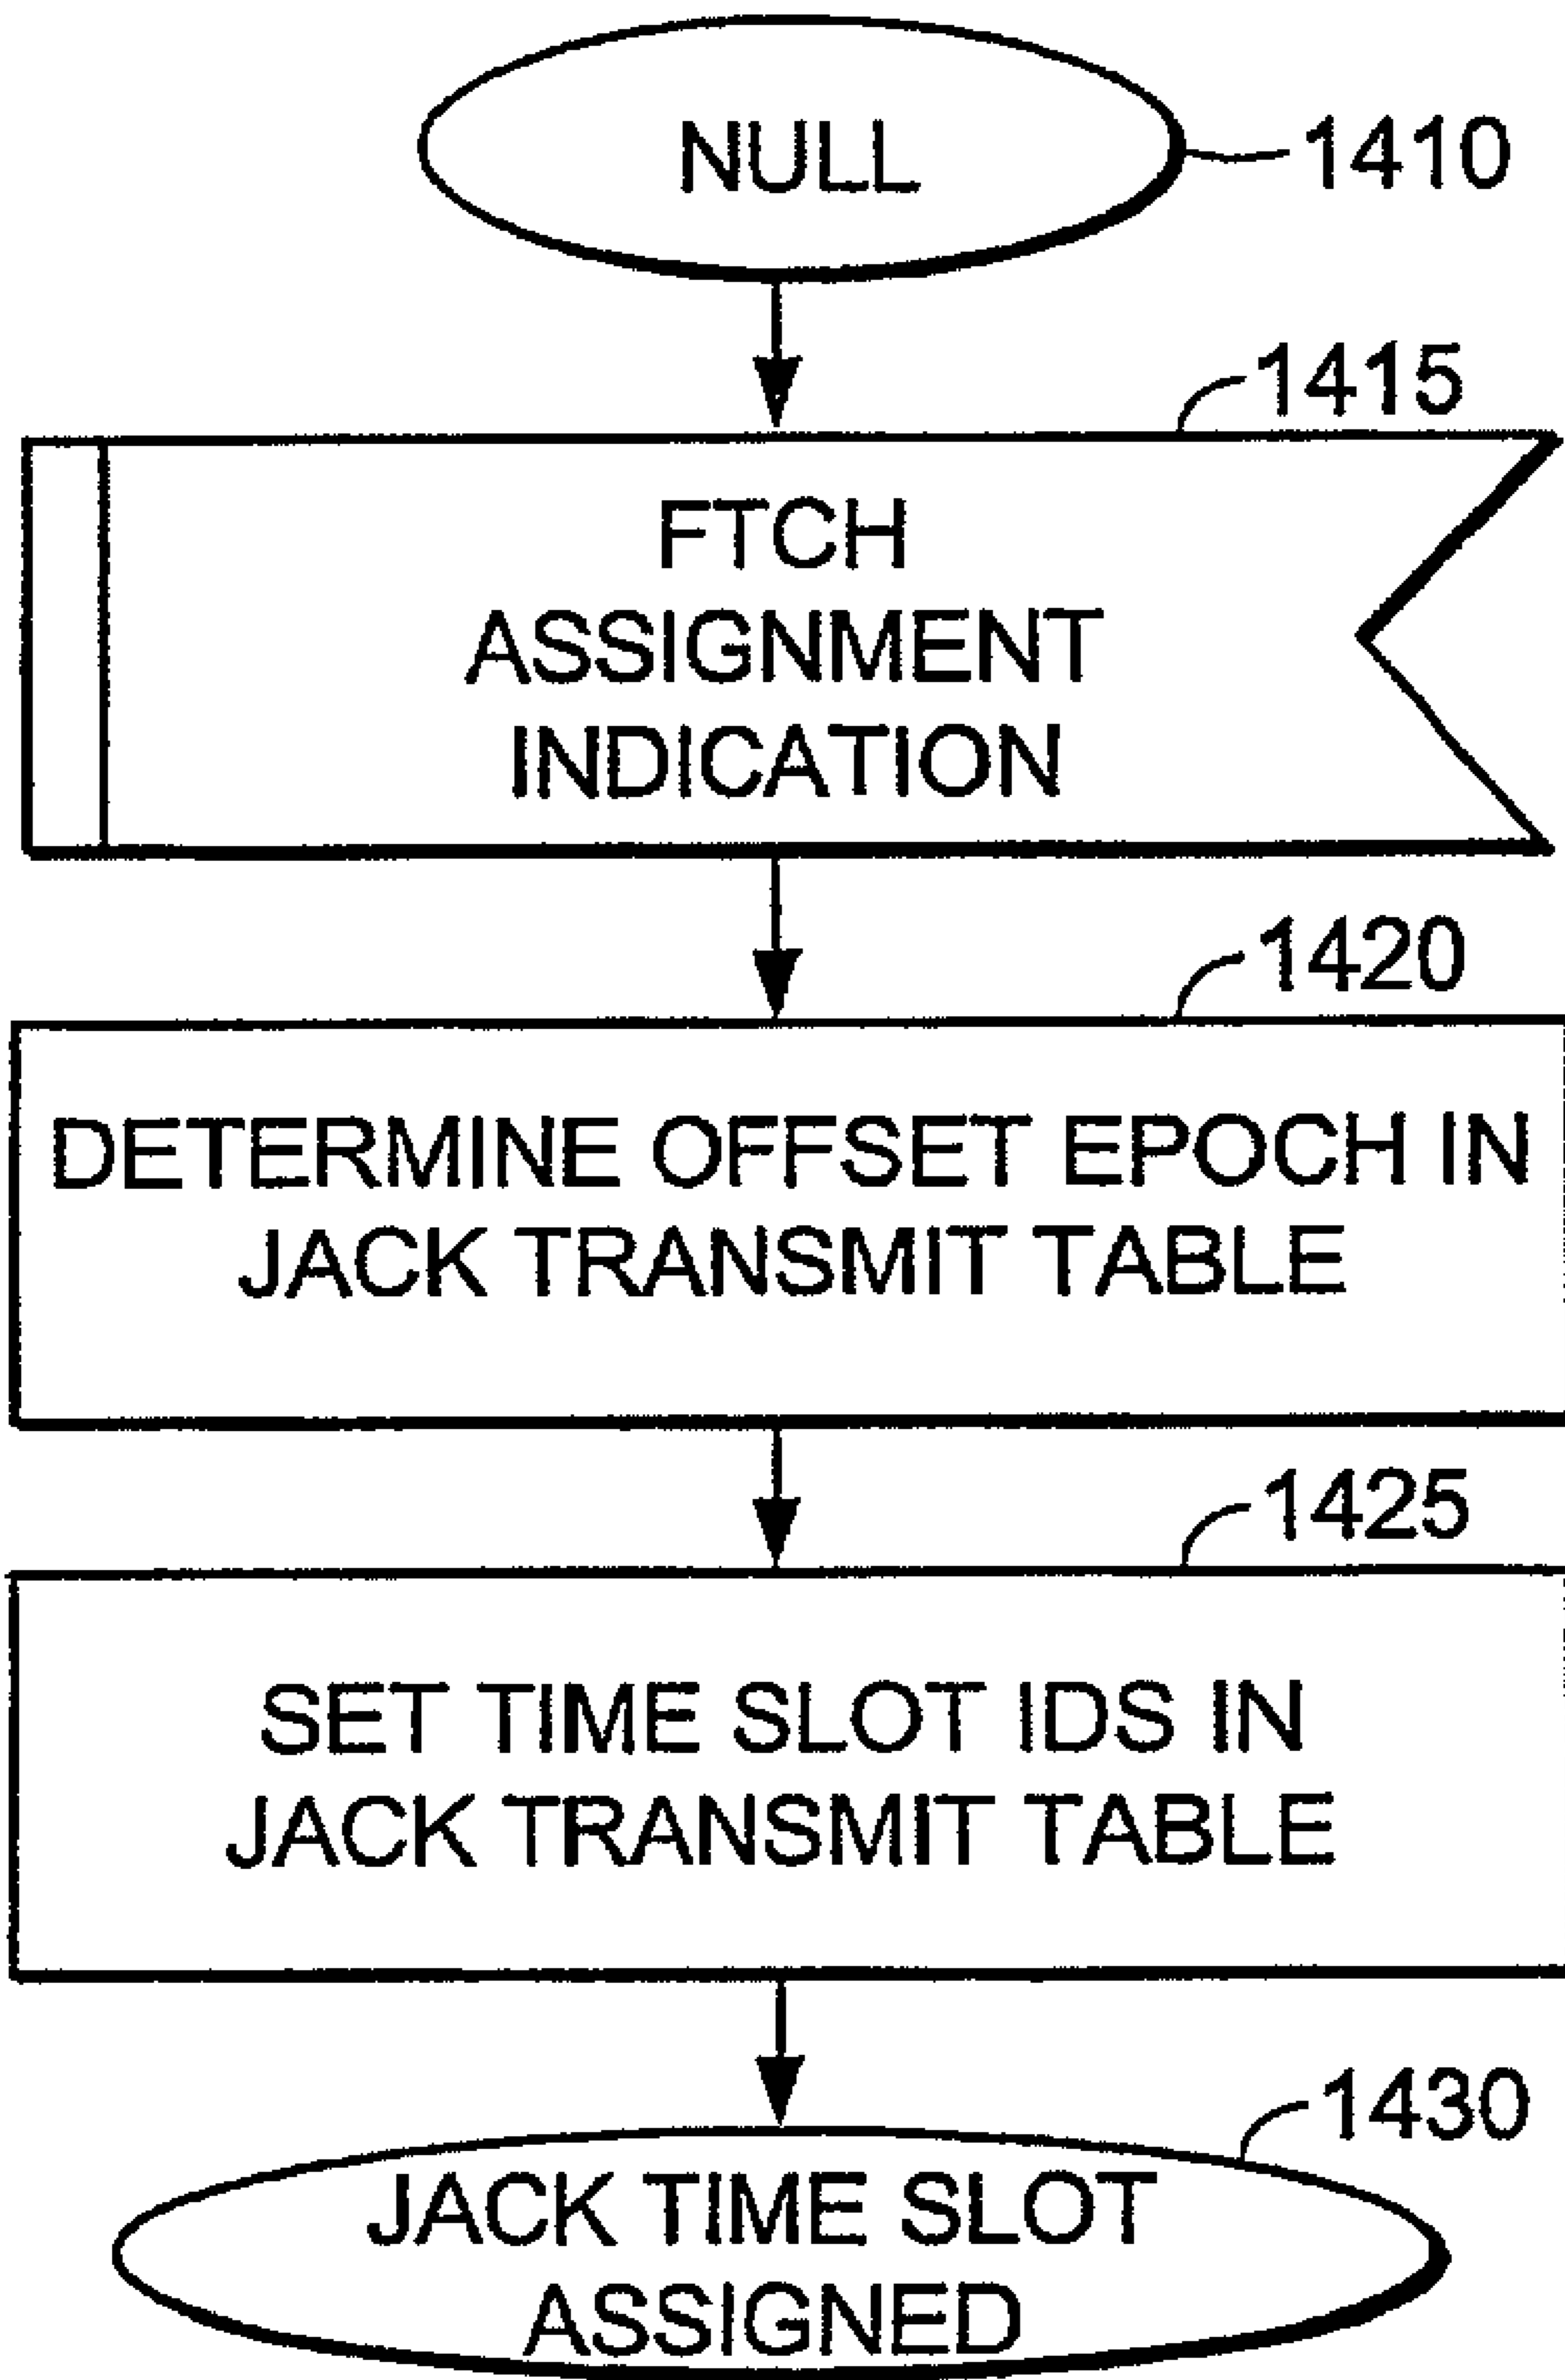 NULL
1410
1415
FTCH
ASSIGNMENT
INDICATION
1420
DETERMINE OFFSET EPOCH IN
JACK TRANSMIT TABLE
1425
SET TIME SLOT IDS IN
JACK TRANSMIT TABLE
1430
JACK TIME SLOT
ASSIGNED